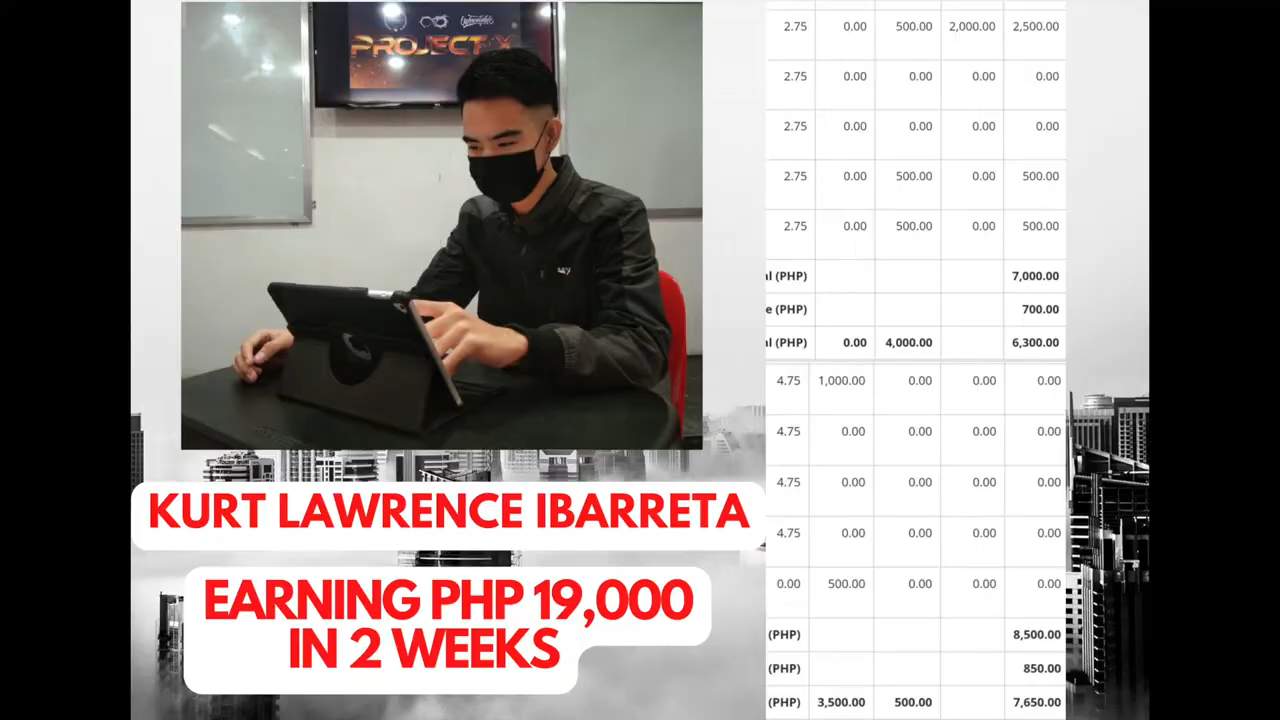 PROJECT X
2.75 0.00 500.00 2,000.00 2,500.00
2.75 0.00 0.00 0.00 0.00
2.75 0.00 0.00 0.00 0.00
2.75 0.00 500.00 0.00 500.00
2.75 0.00 500.00 0.00 500.00
l (PHP) 7,000.00
e (PHP) 700.00
l (PHP) 0.00 4,000.00 6,300.00
4.75 1,000.00 0.00 0.00 0.00
4.75 0.00 0.00 0.00 0.00
4.75 0.00 0.00 0.00 0.00
4.75 0.00 0.00 0.00 0.00
0.00 500.00 0.00 0.00 0.00
(PHP) 8,500.00
(PHP) 850.00
(PHP) 3,500.00 500.00 7,650.00
KURT LAWRENCE IBARRETA
EARNING PHP 19,000
IN 2 WEEKS